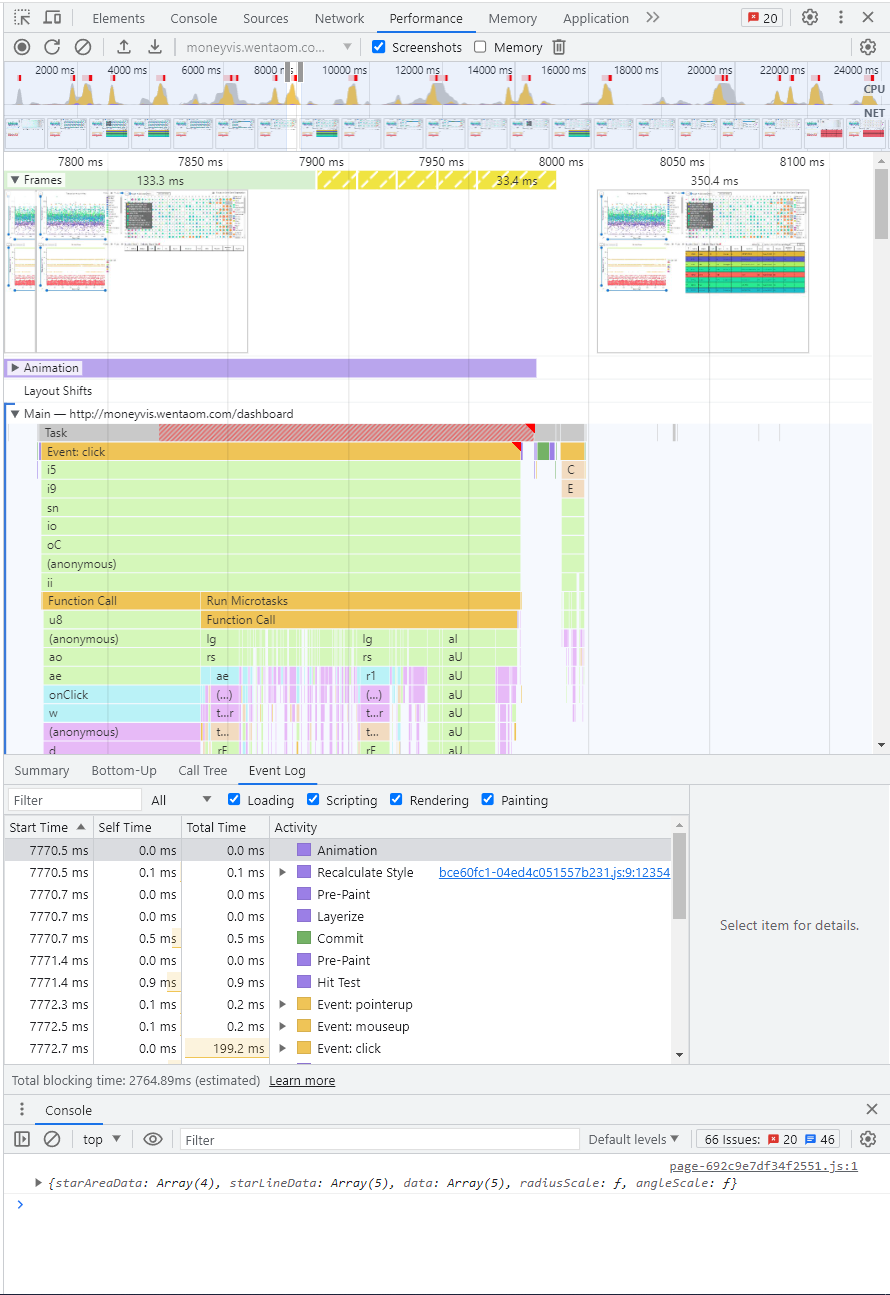 Elements Console Sources Network Performance Memory Application 20
moneyvis.wentaom.co... Screenshots Memory
2000 ms 4000 ms 6000 ms 8000 ms 10000 ms 12000 ms 14000 ms 16000 ms 18000 ms 20000 ms 22000 ms 24000 ms
CPU
NET
7800 ms 7850 ms 7900 ms 7950 ms 8000 ms 8050 ms 8100 ms
Frames 133.3 ms 33.4 ms 350.4 ms
Animation
Layout Shifts
Main — http://moneyvis.wentaom.com/dashboard
Task
Event: click
i5 C
i9 E
sn
io
oC
(anonymous)
ii
Function Call Run Microtasks
u8 Function Call
(anonymous) lg lg al
ao rs rs aU
ae ae r1 aU
onClick (...) (...) aU
w t...r t...r aU
(anonymous) t... t... aU
d rF rF aU
Summary Bottom-Up Call Tree Event Log
Filter All Loading Scripting Rendering Painting
Start Time Self Time Total Time Activity
7770.5 ms 0.0 ms 0.0 ms Animation
7770.5 ms 0.1 ms 0.1 ms Recalculate Style bce60fc1-04ed4c051557b231.js:9:12354
7770.7 ms 0.0 ms 0.0 ms Pre-Paint
7770.7 ms 0.0 ms 0.0 ms Layerize
7770.7 ms 0.5 ms 0.5 ms Commit
7771.4 ms 0.0 ms 0.0 ms Pre-Paint
7771.4 ms 0.9 ms 0.9 ms Hit Test
7772.3 ms 0.1 ms 0.2 ms Event: pointerup
7772.5 ms 0.1 ms 0.2 ms Event: mouseup
7772.7 ms 0.0 ms 199.2 ms Event: click
Select item for details.
Total blocking time: 2764.89ms (estimated) Learn more
Console
top Filter Default levels 66 Issues: 20 46
page-692c9e7df34f2551.js:1
{starAreaData: Array(4), starLineData: Array(5), data: Array(5), radiusScale: ƒ, angleScale: ƒ}